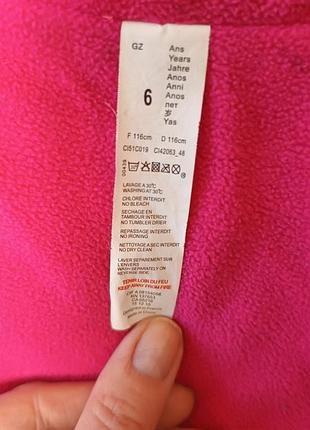 GZ
Ans
Years
Jahre
Anos
Anni
Anos
лет
岁
Yas
6
F 116cm D 116cm
CI51C019 CI42063_48
00439
LAVAGE A 30°C
WASHING AT 30°C
CHLORE INTERDIT
NO BLEACH
SECHAGE EN
TAMBOUR INTERDIT
NO TUMBLER DRIER
REPASSAGE INTERDIT
NO IRONING
NETTOYAGE A SEC INTERDIT
NO DRY CLEAN
LAVER SEPAREMENT SUR
L'ENVERS
WASH SEPARATELY ON
REVERSE SIDE
TENIR LOIN DU FEU
KEEP AWAY FROM FIRE